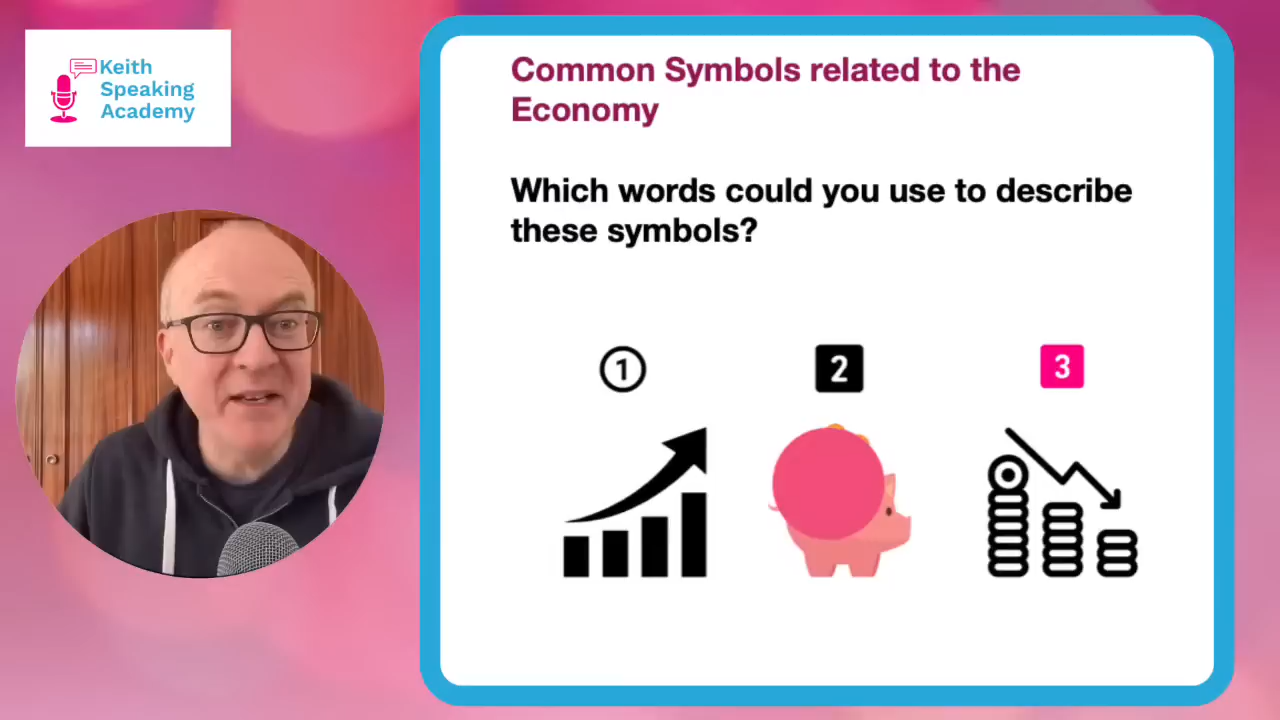 Keith
Speaking
Academy
Common Symbols related to the
Economy
Which words could you use to describe
these symbols?
1
2
3